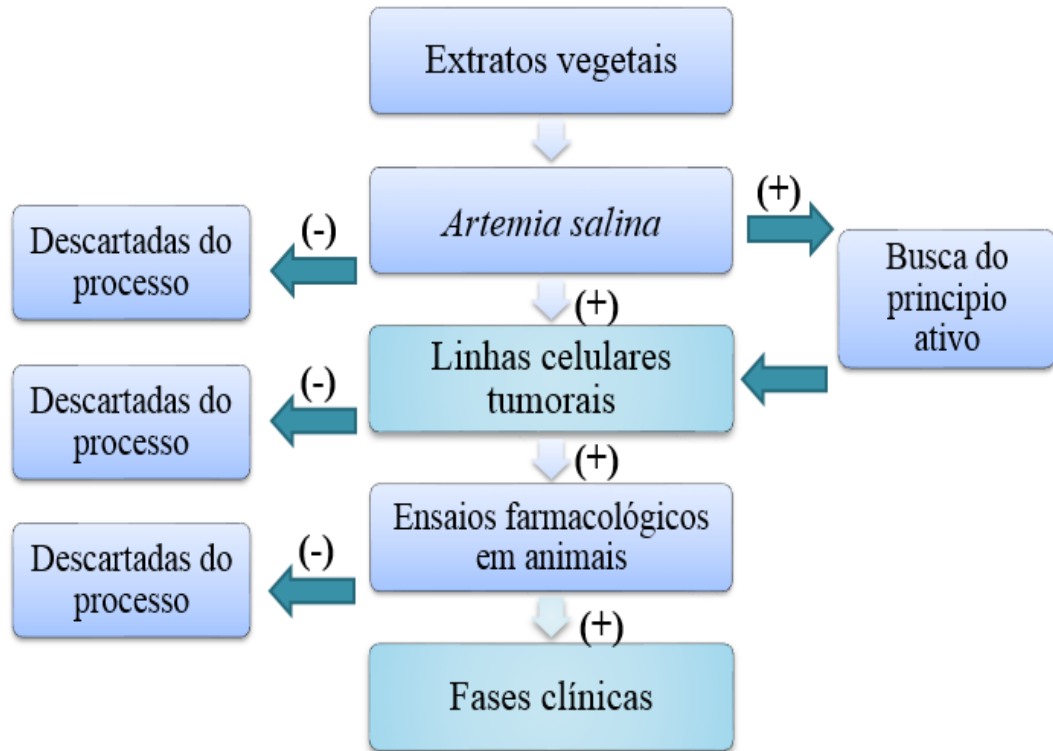 Extratos vegetais
Artemia salina
(+)
(-)
Descartadas do
processo
Busca do
principio
ativo
(+)
Linhas celulares
tumorais
(-)
Descartadas do
processo
(+)
Ensaios farmacológicos
em animais
(-)
Descartadas do
processo
(+)
Fases clínicas